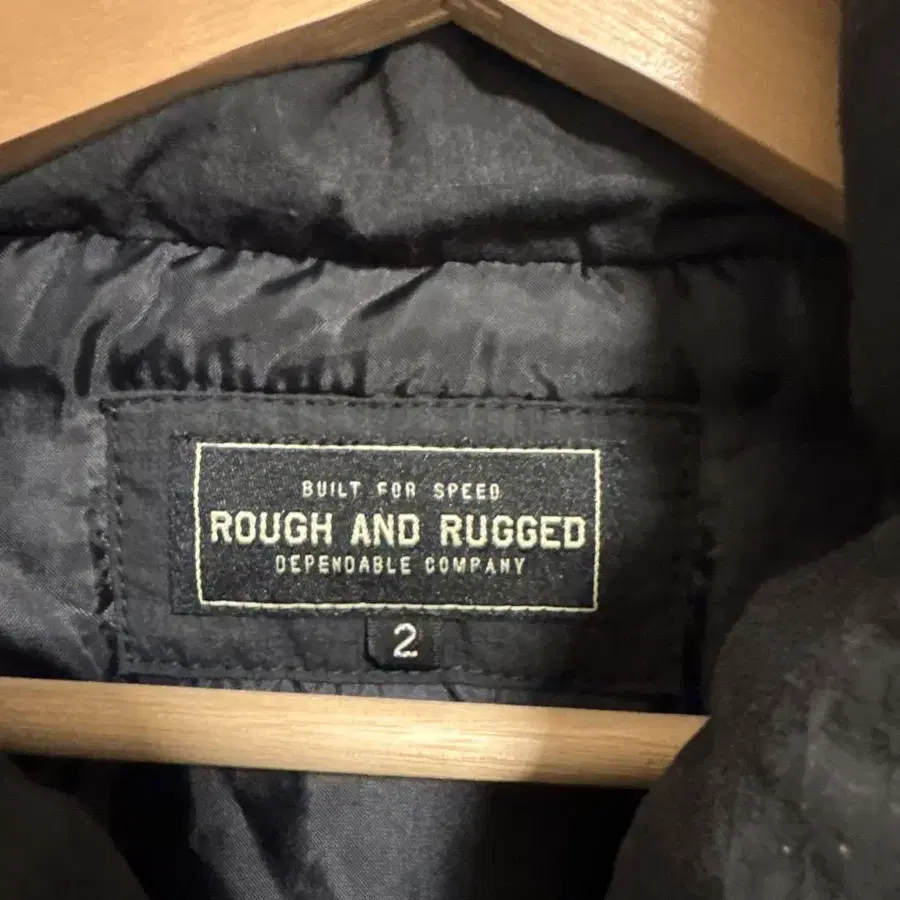 BUILT FOR SPEED
ROUGH AND RUGGED
DEPENDABLE COMPANY
2